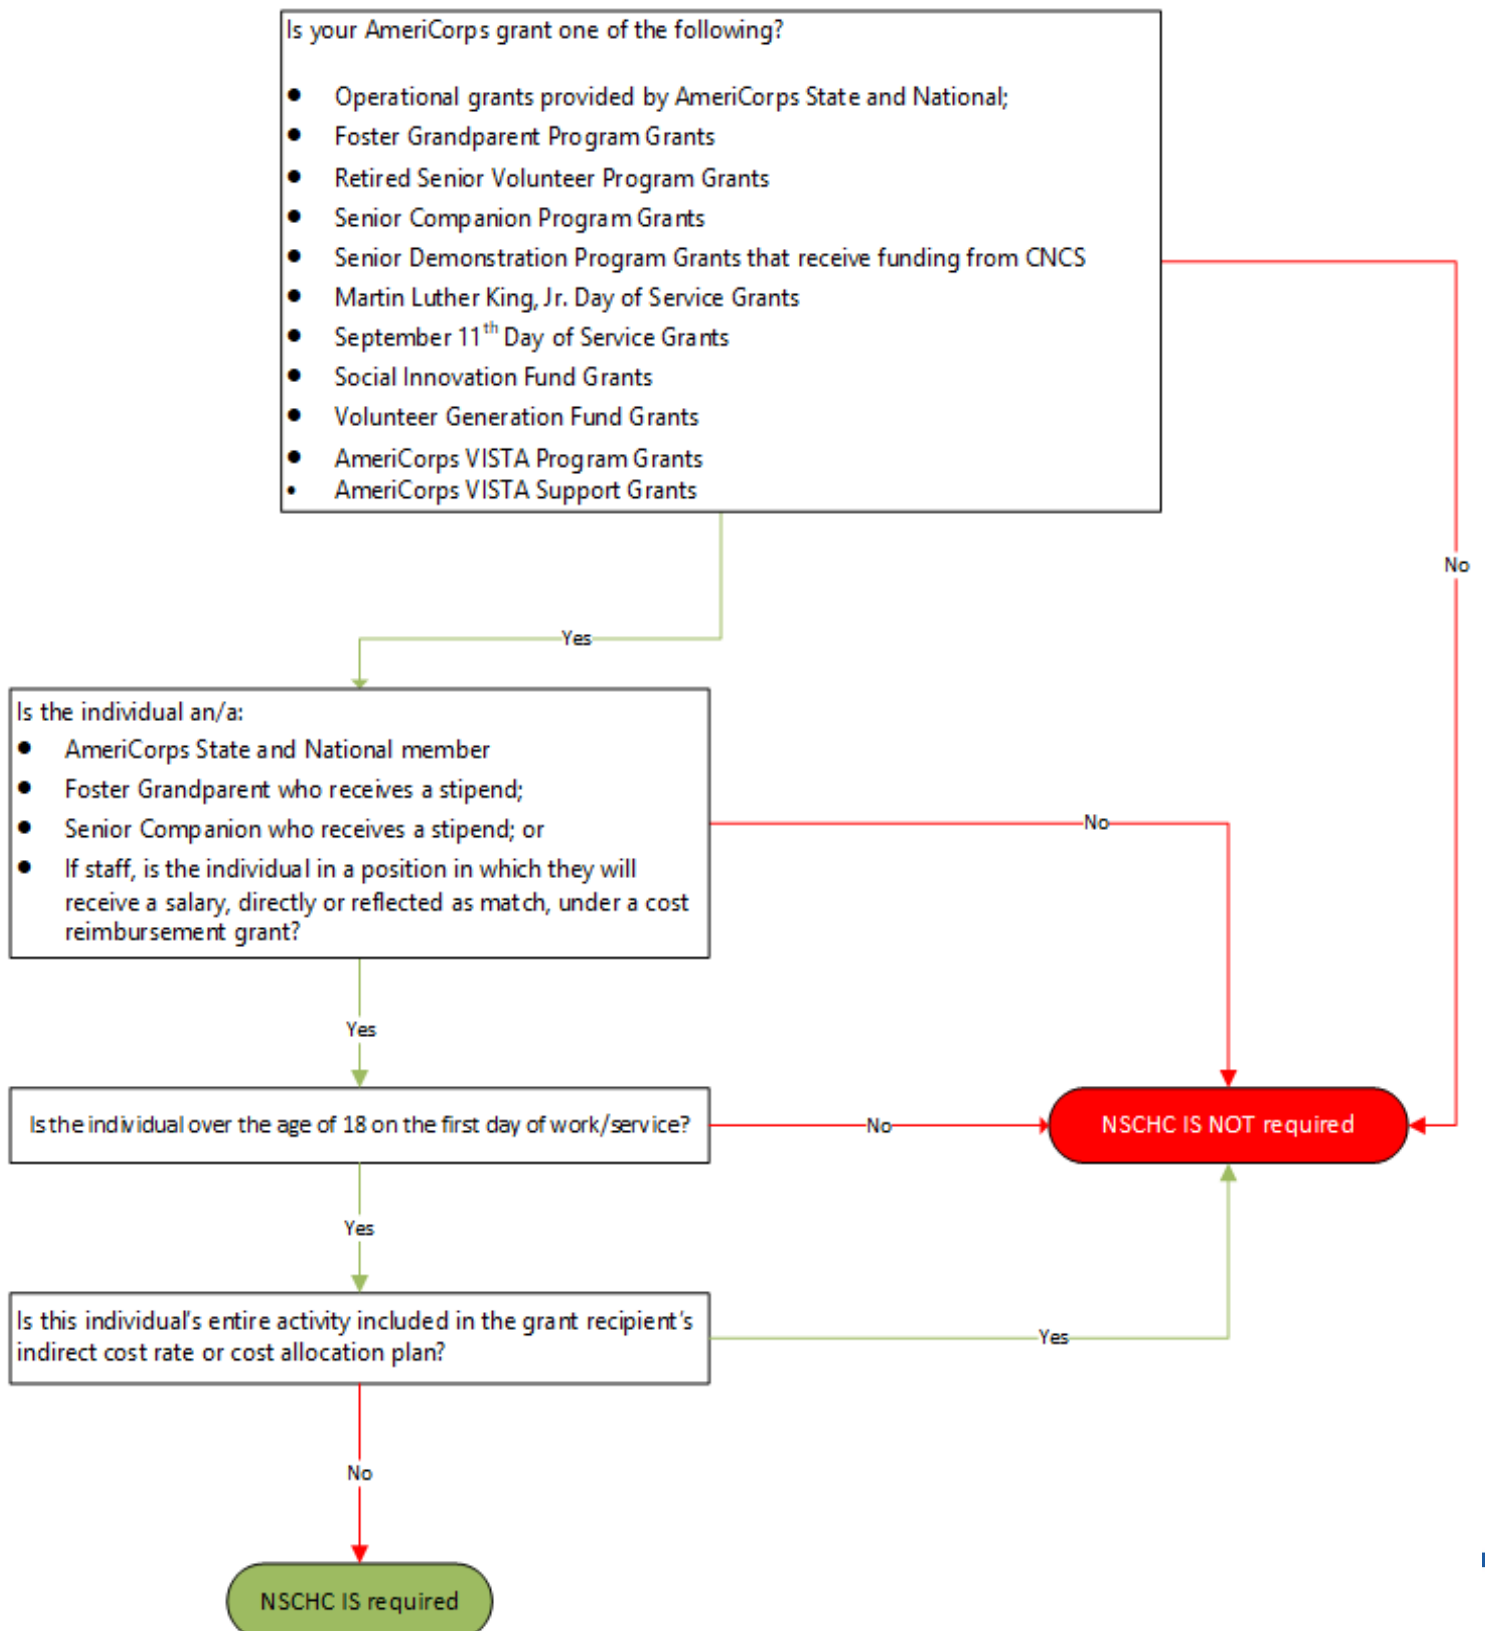 Is your AmeriCorps grant one of the following?
● Operational grants provided by AmeriCorps State and National;
● Foster Grandparent Program Grants
● Retired Senior Volunteer Program Grants
● Senior Companion Program Grants
● Senior Demonstration Program Grants that receive funding from CNCS
● Martin Luther King, Jr. Day of Service Grants
● September 11th Day of Service Grants
● Social Innovation Fund Grants
● Volunteer Generation Fund Grants
● AmeriCorps VISTA Program Grants
• AmeriCorps VISTA Support Grants
No
Yes
Is the individual an/a:
● AmeriCorps State and National member
● Foster Grandparent who receives a stipend;
● Senior Companion who receives a stipend; or
● If staff, is the individual in a position in which they will
receive a salary, directly or reflected as match, under a cost
reimbursement grant?
No
Yes
Is the individual over the age of 18 on the first day of work/service?
No
NSCHC IS NOT required
Yes
Is this individual's entire activity included in the grant recipient's
indirect cost rate or cost allocation plan?
Yes
No
NSCHC IS required